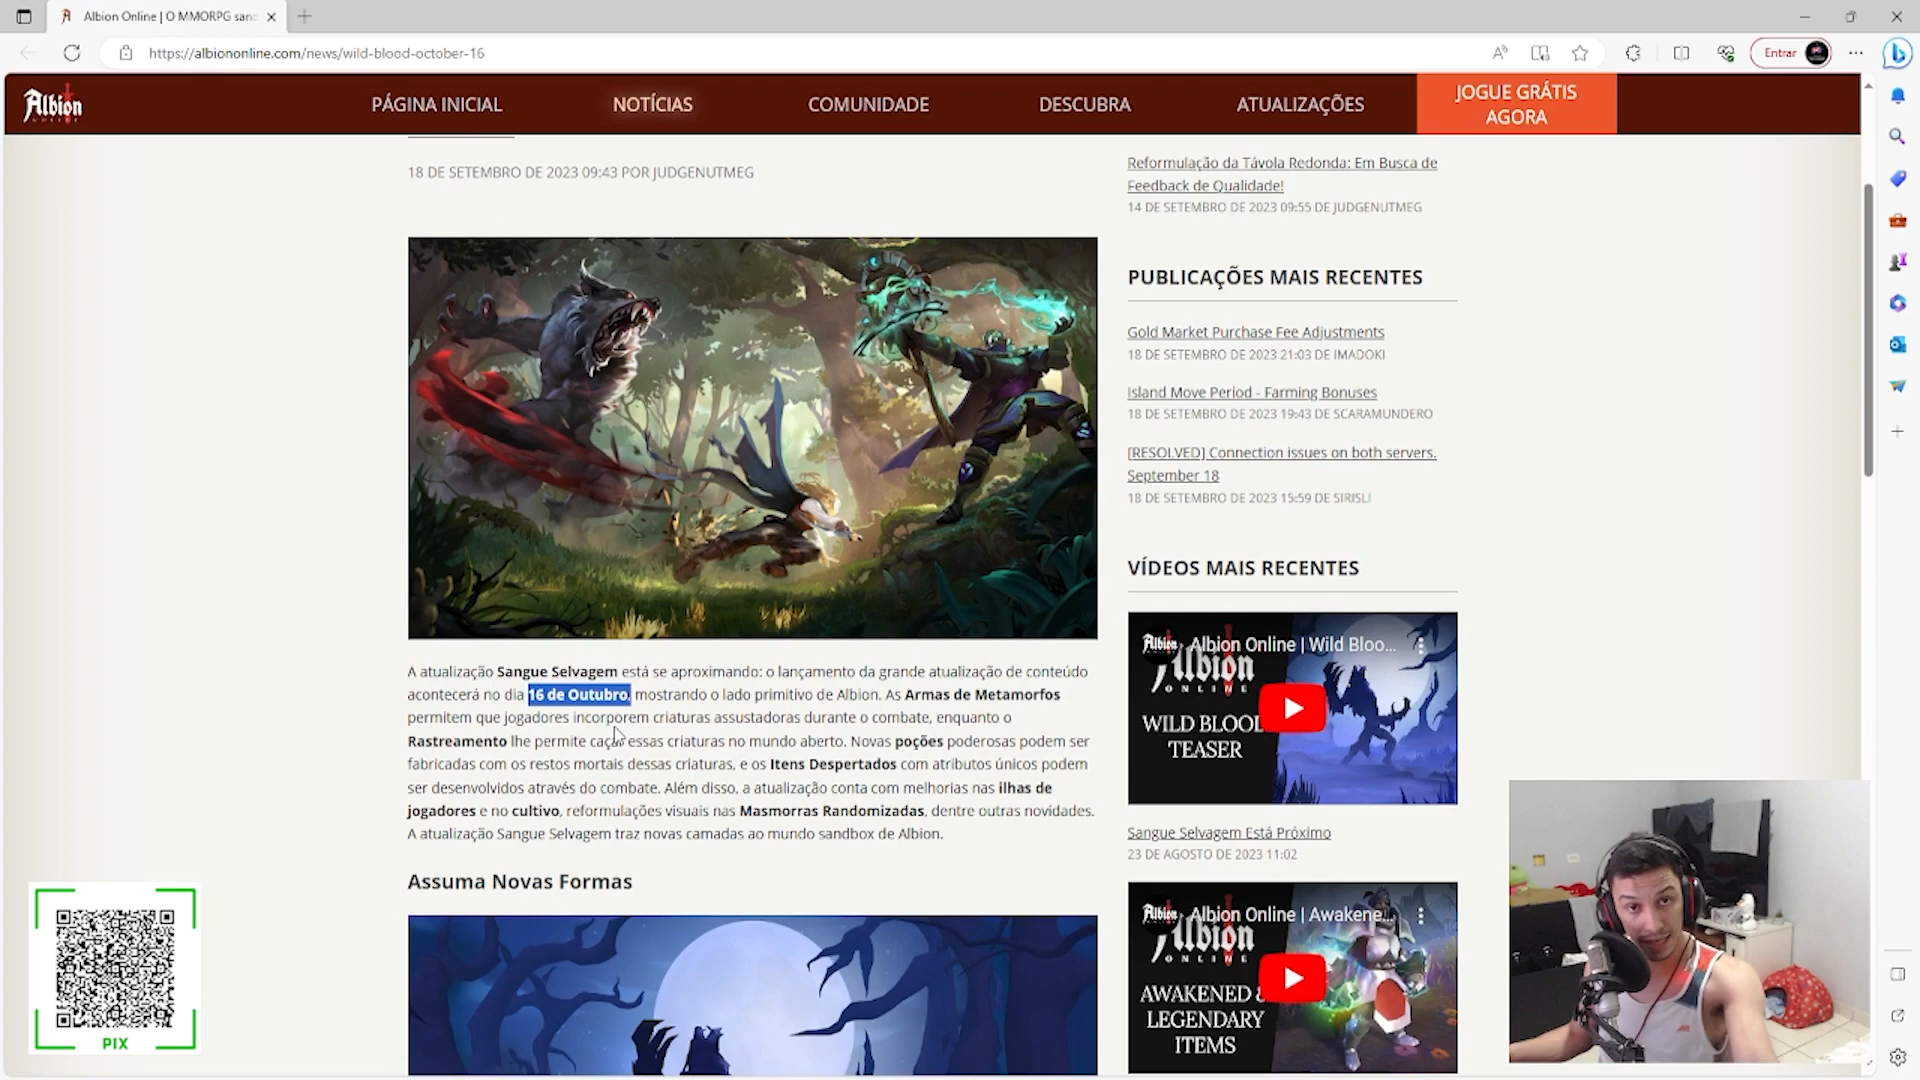 Albion Online | O MMORPG sand
https://albiononline.com/news/wild-blood-october-16
Entrar
Albion
ONLINE
PÁGINA INICIAL
NOTÍCIAS
COMUNIDADE
DESCUBRA
ATUALIZAÇÕES
JOGUE GRÁTIS
AGORA
18 DE SETEMBRO DE 2023 09:43 POR JUDGENUTMEG
A atualização Sangue Selvagem está se aproximando: o lançamento da grande atualização de conteúdo
acontecerá no dia 16 de Outubro, mostrando o lado primitivo de Albion. As Armas de Metamorfos
permitem que jogadores incorporem criaturas assustadoras durante o combate, enquanto o
Rastreamento lhe permite caçar essas criaturas no mundo aberto. Novas poções poderosas podem ser
fabricadas com os restos mortais dessas criaturas, e os Itens Despertados com atributos únicos podem
ser desenvolvidos através do combate. Além disso, a atualização conta com melhorias nas ilhas de
jogadores e no cultivo, reformulações visuais nas Masmorras Randomizadas, dentre outras novidades.
A atualização Sangue Selvagem traz novas camadas ao mundo sandbox de Albion.
Assuma Novas Formas
Reformulação da Távola Redonda: Em Busca de
Feedback de Qualidade!
14 DE SETEMBRO DE 2023 09:55 DE JUDGENUTMEG
PUBLICAÇÕES MAIS RECENTES
Gold Market Purchase Fee Adjustments
18 DE SETEMBRO DE 2023 21:03 DE IMADOKI
Island Move Period - Farming Bonuses
18 DE SETEMBRO DE 2023 19:43 DE SCARAMUNDERO
[RESOLVED] Connection issues on both servers.
September 18
18 DE SETEMBRO DE 2023 15:59 DE SIRISLI
VÍDEOS MAIS RECENTES
Albion Online | Wild Bloo...
Albion
ONLINE
WILD BLOOD
TEASER
Sangue Selvagem Está Próximo
23 DE AGOSTO DE 2023 11:02
Albion Online | Awakene...
Albion
ONLINE
AWAKENED &
LEGENDARY
ITEMS
PIX